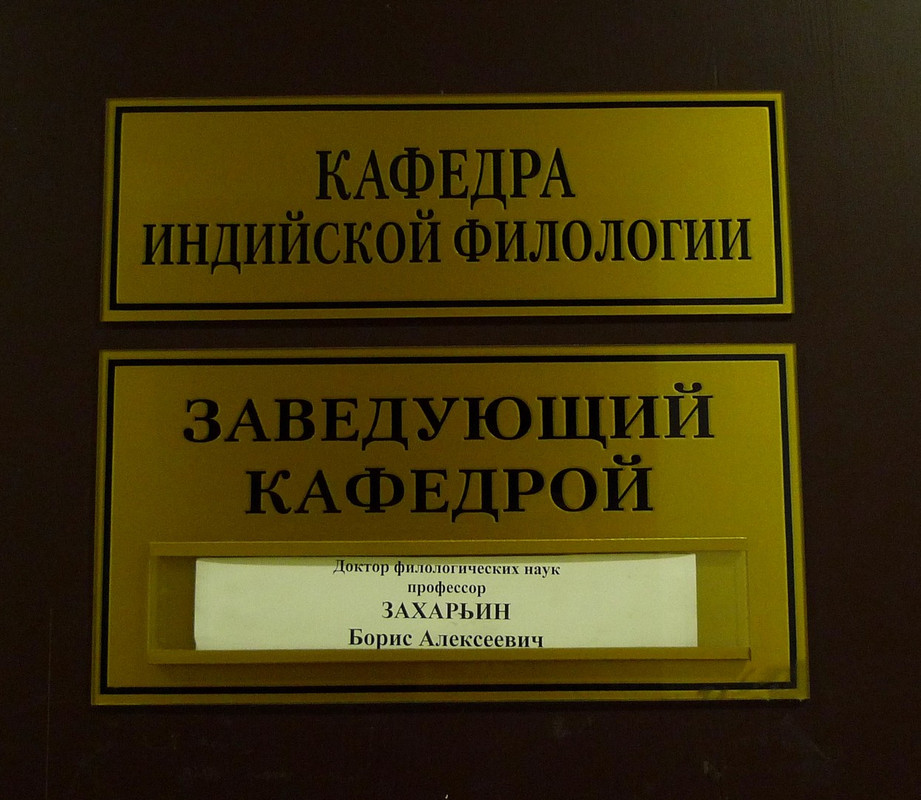 КАФЕДРА
ИНДИЙСКОЙ ФИЛОЛОГИИ
ЗАВЕДУЮЩИЙ
КАФЕДРОЙ
Доктор филологических наук
профессор
ЗАХАРЬИН
Борис Алексеевич